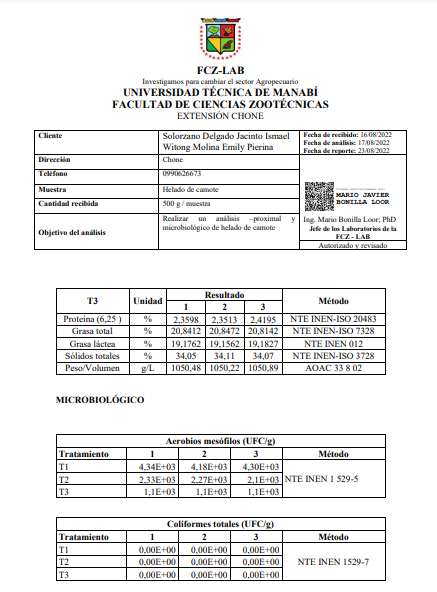 FCZ-LAB
Investigamos para cambiar el sector Agropecuario
UNIVERSIDAD TÉCNICA DE MANABÍ
FACULTAD DE CIENCIAS ZOOTÉCNICAS
EXTENSIÓN CHONE
Cliente Solorzano Delgado Jacinto Ismael
Witong Molina Emily Pierina
Fecha de recibido: 16/08/2022
Fecha de análisis: 17/08/2022
Fecha de reporte: 23/08/2022
Dirección Chone
Teléfono 0990626673
Muestra Helado de camote
Cantidad recibida 500 g / muestra
Objetivo del análisis Realizar un análisis –proximal y
microbiológico de helado de camote
MARIO JAVIER
BONILLA LOOR
Ing. Mario Bonilla Loor; PhD
Jefe de los Laboratorios de la
FCZ - LAB
Autorizado y revisado
T3 Unidad Resultado Método
1 2 3
Proteína (6,25 ) % 2,3598 2,3513 2,4195 NTE INEN-ISO 20483
Grasa total % 20,8412 20,8472 20,8142 NTE INEN-ISO 7328
Grasa láctea % 19,1762 19,1562 19,1827 NTE INEN 012
Sólidos totales % 34,05 34,11 34,07 NTE INEN-ISO 3728
Peso/Volumen g/L 1050,48 1050,22 1050,89 AOAC 33 8 02
MICROBIOLÓGICO
Aerobios mesófilos (UFC/g)
Tratamiento 1 2 3 Método
T1 4,34E+03 4,18E+03 4,30E+03
T2 2,33E+03 2,27E+03 2,1E+03 NTE INEN 1 529-5
T3 1,1E+03 1,1E+03 1,1E+03
Coliformes totales (UFC/g)
Tratamiento 1 2 3 Método
T1 0,00E+00 0,00E+00 0,00E+00
T2 0,00E+00 0,00E+00 0,00E+00 NTE INEN 1529-7
T3 0,00E+00 0,00E+00 0,00E+00